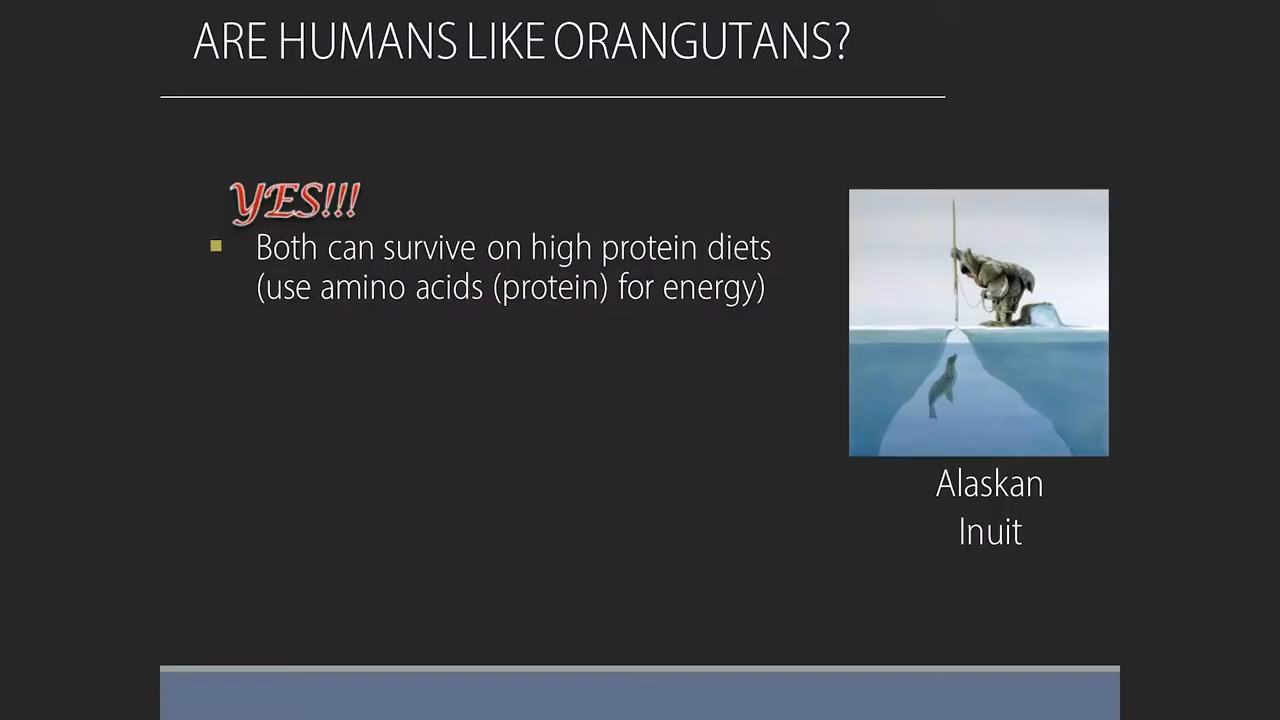 ARE HUMANS LIKE ORANGUTANS?
YES!!!
Both can survive on high protein diets
(use amino acids (protein) for energy)
Alaskan
Inuit